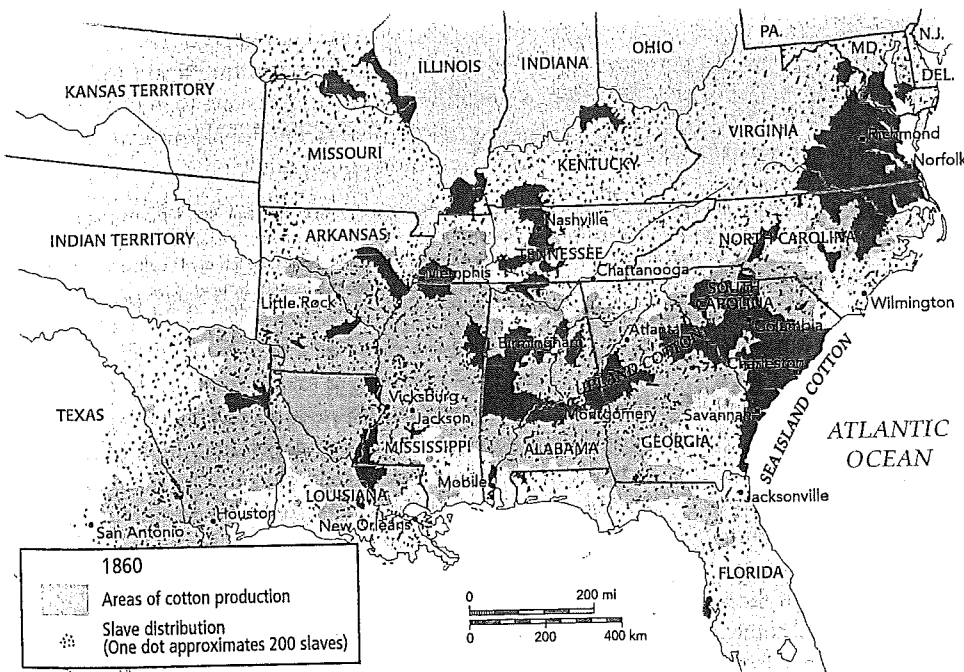 PA.
N.J.
OHIO
MD.
ILLINOIS
INDIANA
DEL.
KANSAS TERRITORY
VIRGINIA
Richmond
MISSOURI
KENTUCKY
Norfolk
Nashville
INDIAN TERRITORY
ARKANSAS
NORTH CAROLINA
TENNESSEE
Memphis
Chattanooga
SOUTH
CAROLINA
Little Rock
Wilmington
Atlanta
Columbia
Birmingham
UPLAND COTTON
Charleston
TEXAS
Vicksburg
Jackson
Montgomery
Savannah
SEA ISLAND COTTON
ATLANTIC
OCEAN
MISSISSIPPI
ALABAMA
GEORGIA
Mobile
LOUISIANA
Jacksonville
Houston
New Orleans
San Antonio
FLORIDA
1860
Areas of cotton production
Slave distribution
(One dot approximates 200 slaves)
0 200 mi
0 200 400 km